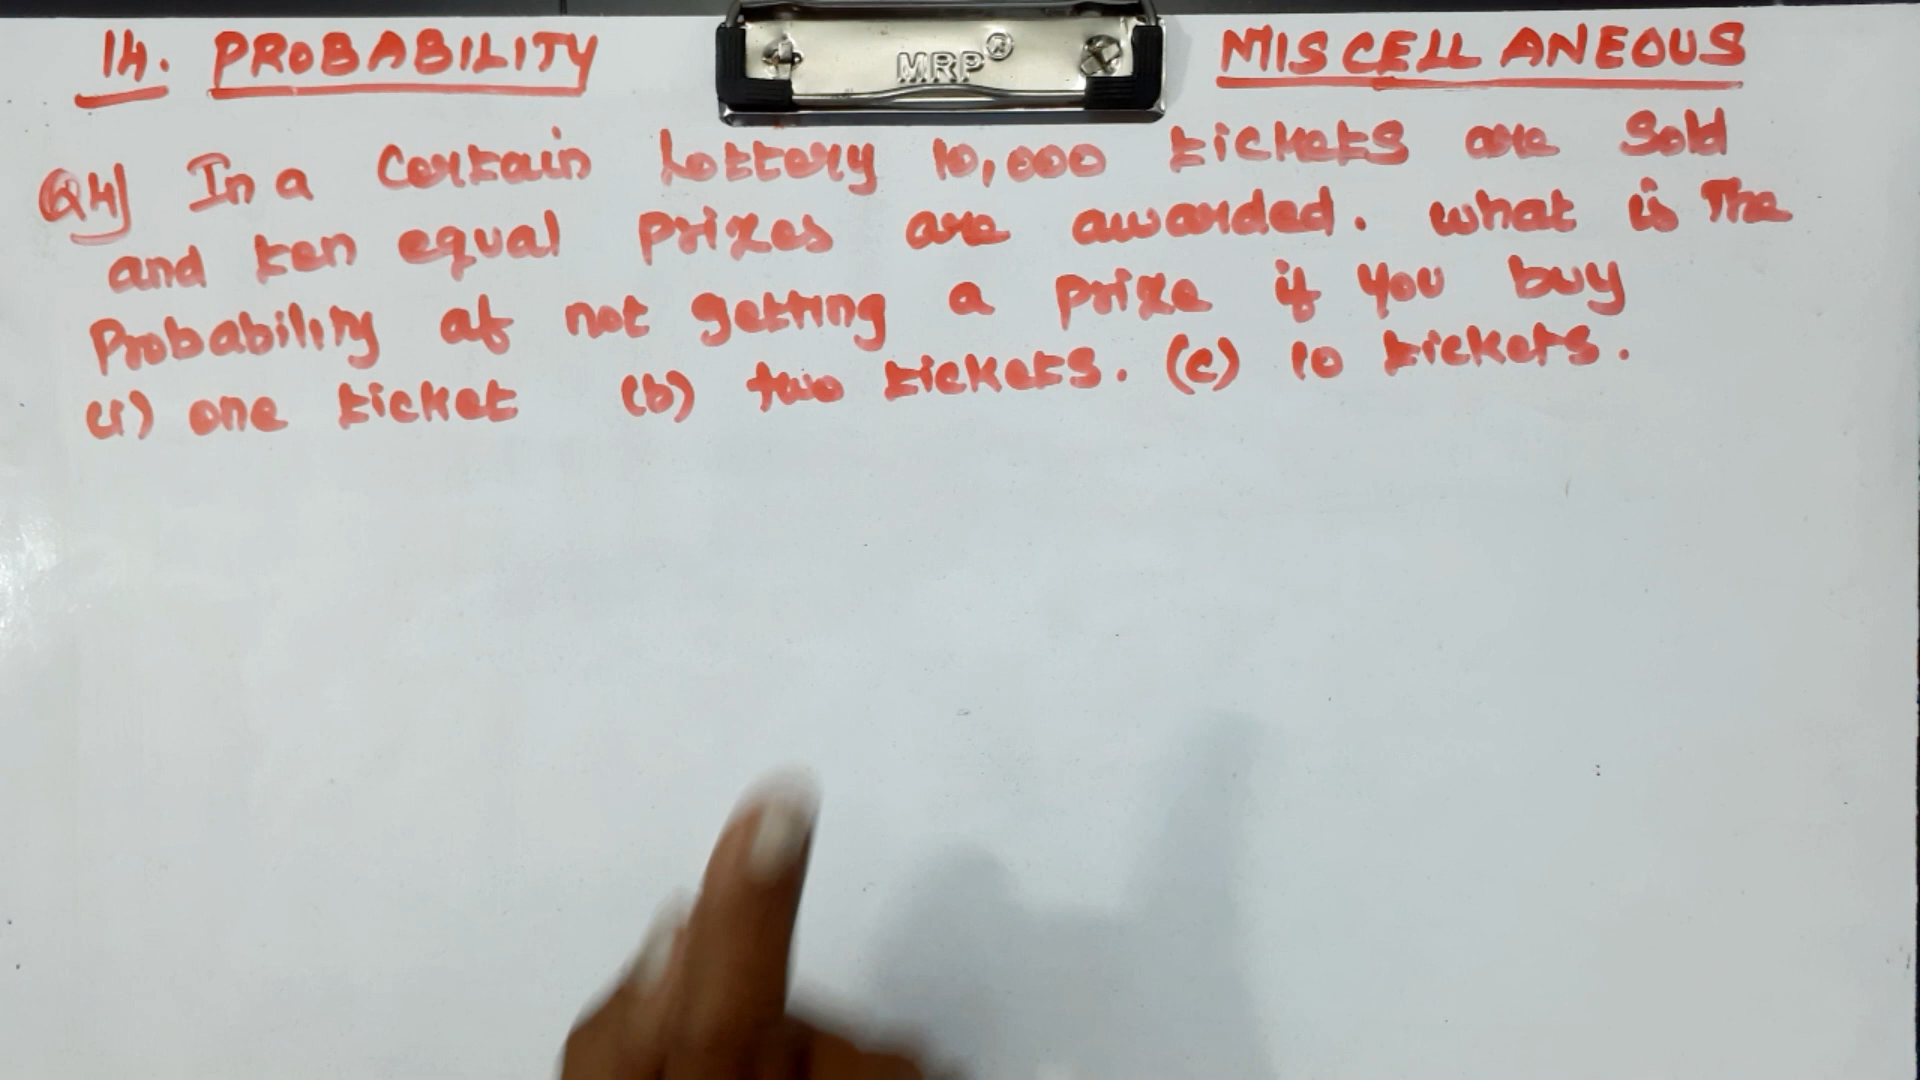 14. PROBABILITY
MRP®
MISCELLANEOUS
Q4) In a Certain Lottery 10,000 tickets are Sold
and ten equal prizes are awarded. what is The
Probability of not getting a prize if you buy
(i) one ticket (b) two tickets. (c) 10 tickets.